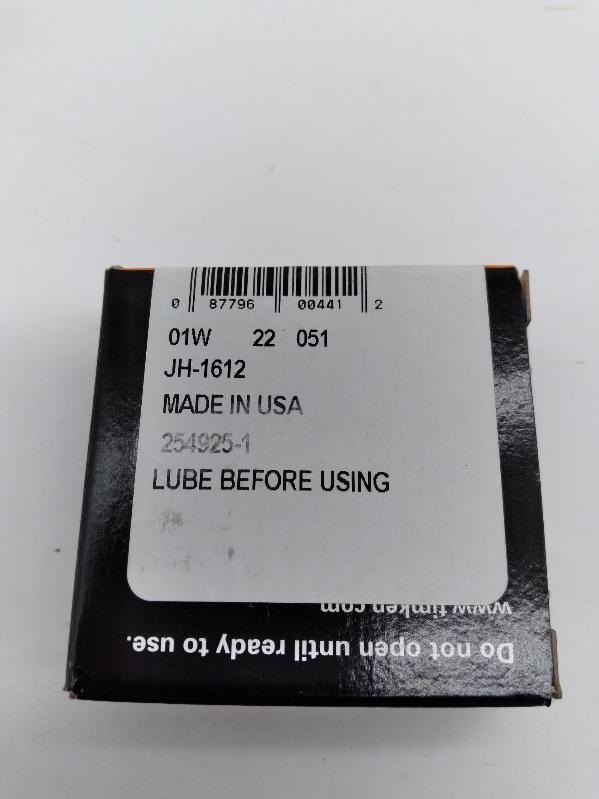 0 87796 00441 2
01W 22 051
JH-1612
MADE IN USA
254925-1
LUBE BEFORE USING
www.timken.com
Do not open until ready to use.